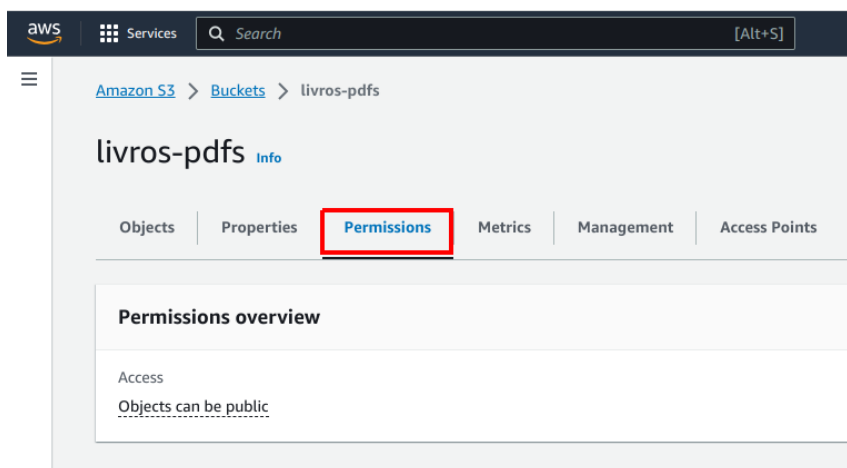 aws Services Search [Alt+S]
Amazon S3 > Buckets > livros-pdfs
livros-pdfs Info
Objects Properties Permissions Metrics Management Access Points
Permissions overview
Access
Objects can be public